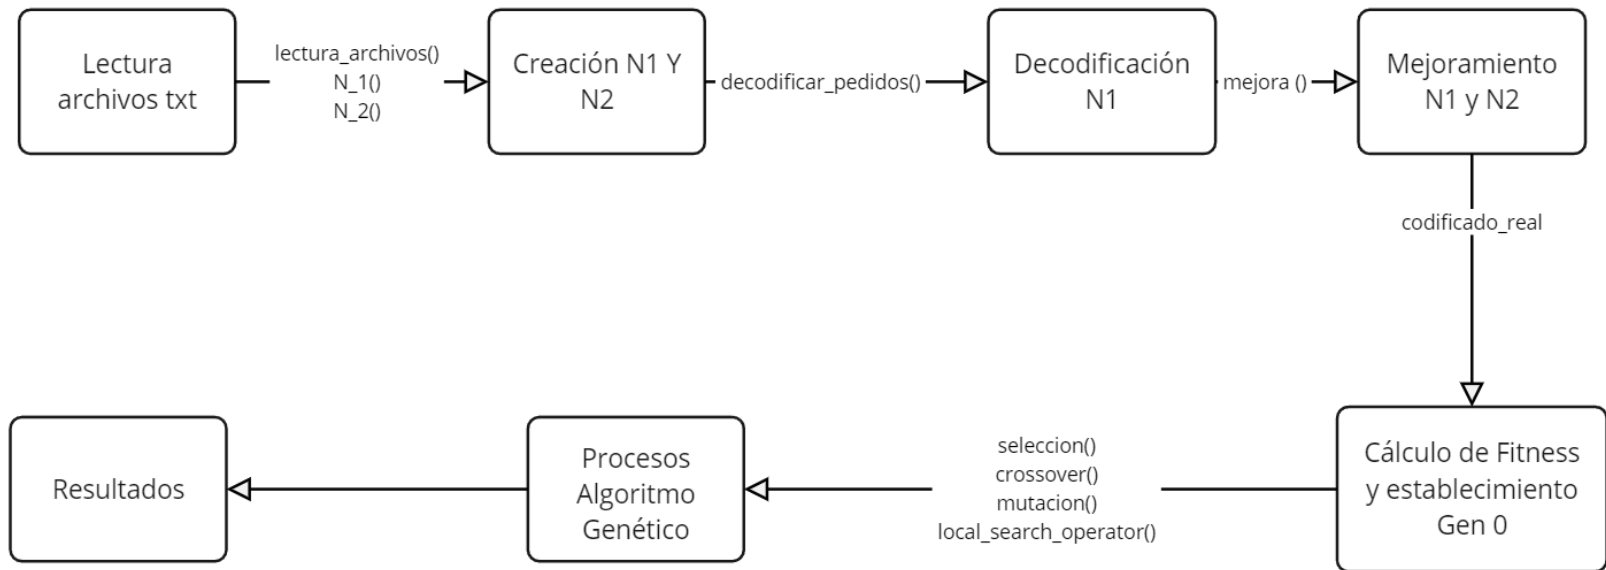 Lectura
archivos txt
lectura_archivos()
N_1()
N_2()
Creación N1 Y
N2
decodificar_pedidos()
Decodificación
N1
mejora ()
Mejoramiento
N1 y N2
codificado_real
Cálculo de Fitness
y establecimiento
Gen 0
seleccion()
crossover()
mutacion()
local_search_operator()
Procesos
Algoritmo
Genético
Resultados